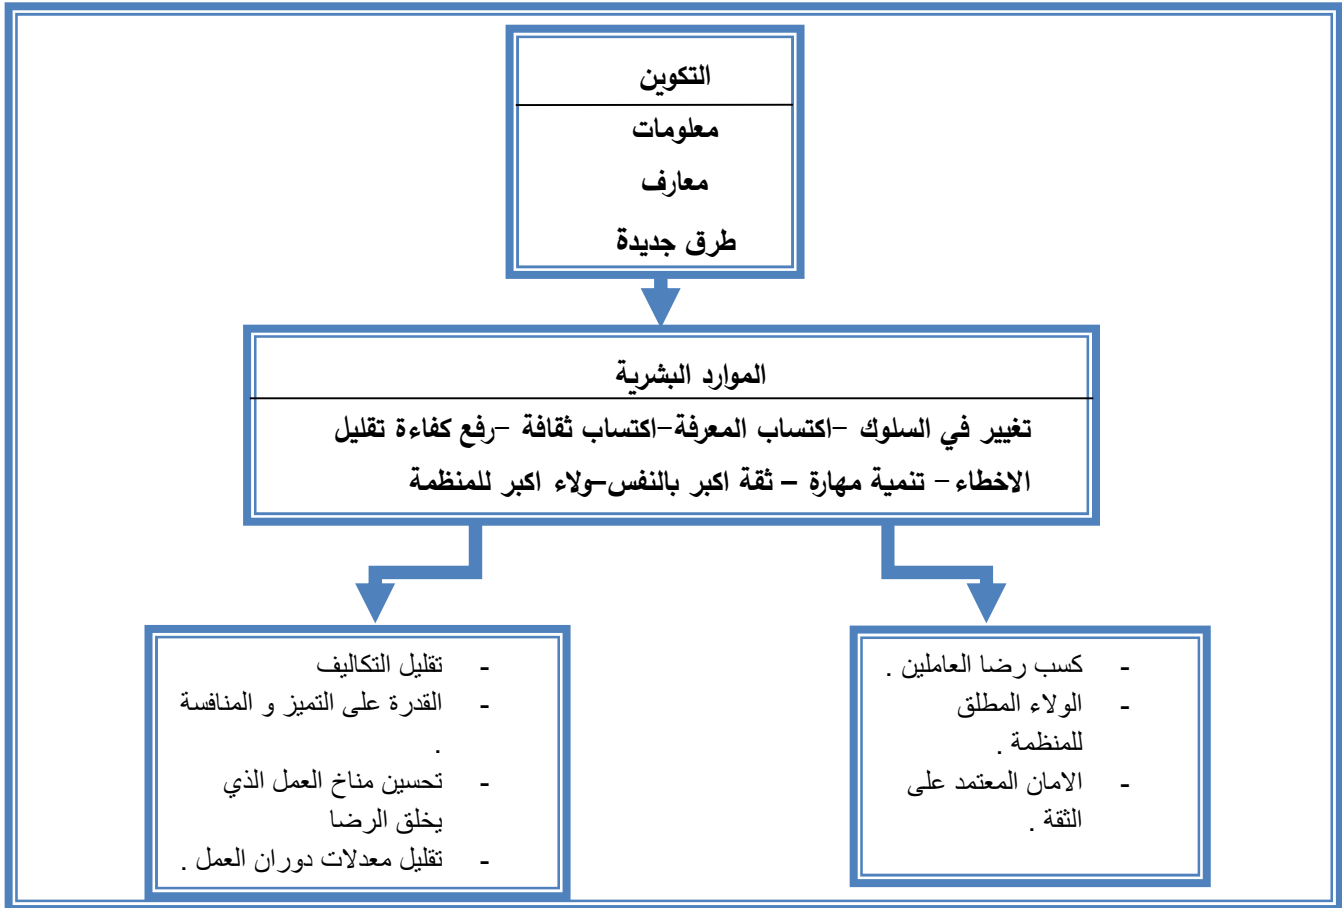 التكوين
معلومات
معارف
طرق جديدة
الموارد البشرية
تغيير في السلوك –اكتساب المعرفة–اكتساب ثقافة –رفع كفاءة تقليل
الاخطاء – تنمية مهارة – ثقة اكبر بالنفس–ولاء اكبر للمنظمة
- كسب رضا العاملين .
- الولاء المطلق
للمنظمة .
- الامان المعتمد على
الثقة .
- تقليل التكاليف
- القدرة على التميز و المنافسة
.
- تحسين مناخ العمل الذي
يخلق الرضا
- تقليل معدلات دوران العمل .